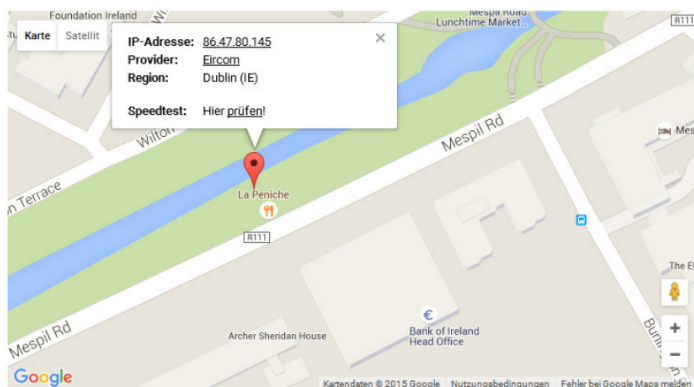 Foundation Ireland
Mespil Road
Lunchtime Market...
R111
Karte Satellit
IP-Adresse: 86.47.80.145
Provider: Eircom
Region: Dublin (IE)
Speedtest: Hier prüfen!
×
Wilton
Terrace
Mespil Rd
Mes
La Peniche
R111
The El
Mespil Rd
Archer Sheridan House
€
Bank of Ireland
Head Office
+
−
Google
Kartendaten © 2015 Google Nutzungsbedingungen Fehler bei Google Maps melden